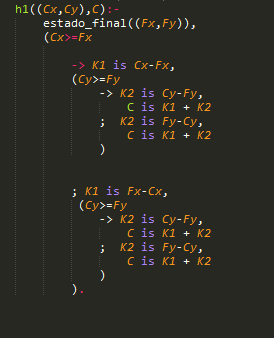 h1((Cx,Cy),C):-
estado_final((Fx,Fy)),
(Cx>=Fx
-> K1 is Cx-Fx,
(Cy>=Fy
-> K2 is Cy-Fy,
C is K1 + K2
; K2 is Fy-Cy,
C is K1 + K2
)
; K1 is Fx-Cx,
(Cy>=Fy
-> K2 is Cy-Fy,
C is K1 + K2
; K2 is Fy-Cy,
C is K1 + K2
)
).